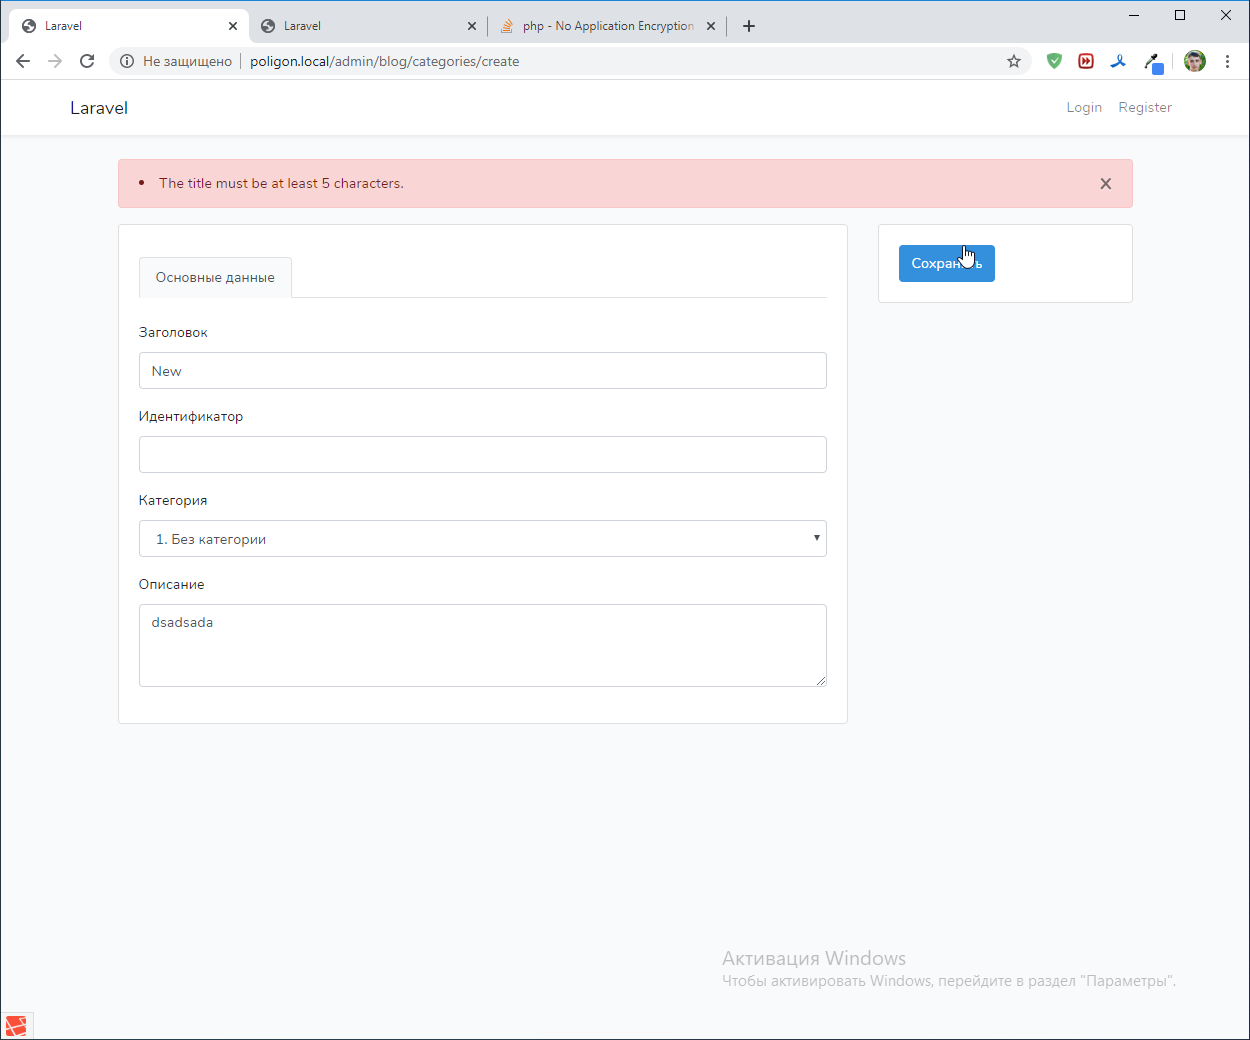 Laravel
Laravel
php - No Application Encryption
Не защищено
poligon.local/admin/blog/categories/create
Laravel
Login
Register
The title must be at least 5 characters.
Основные данные
Заголовок
New
Идентификатор
Категория
1. Без категории
Описание
dsadsada
Сохранить
Активация Windows
Чтобы активировать Windows, перейдите в раздел "Параметры".